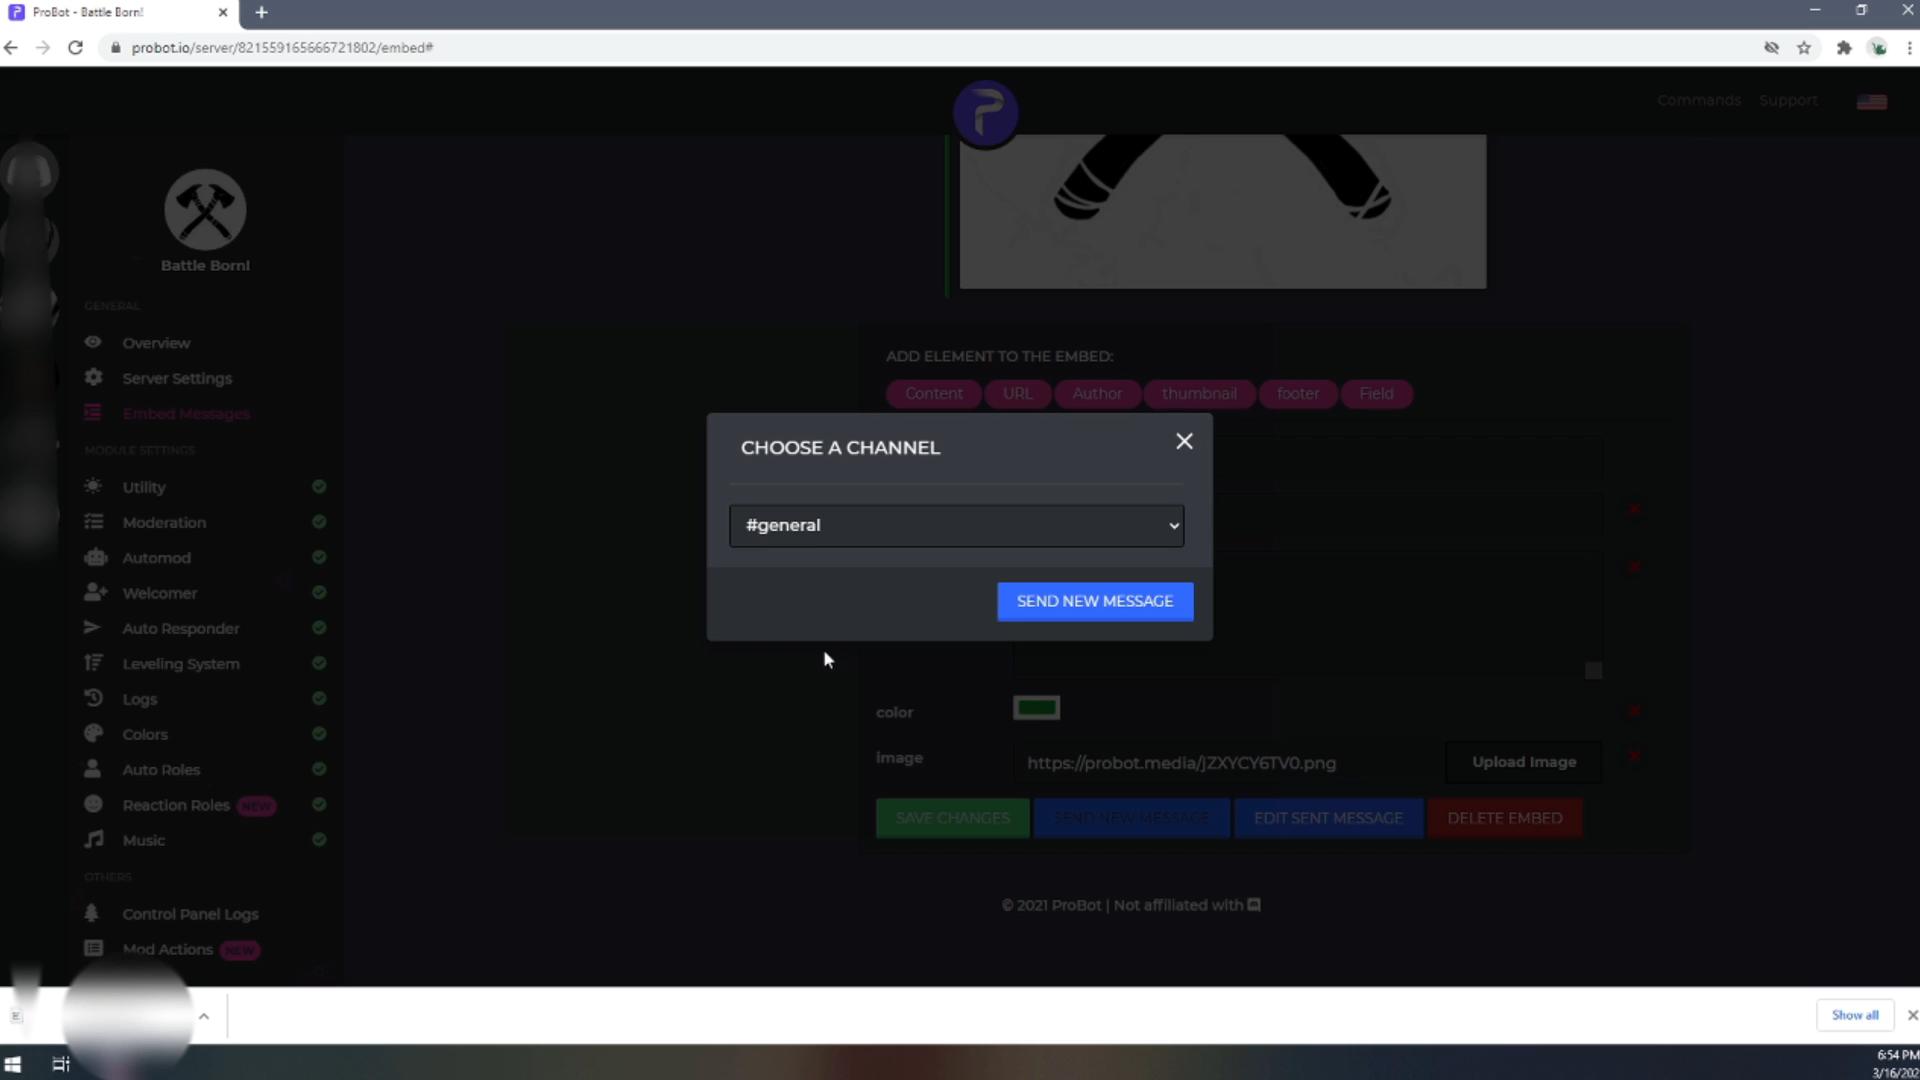 ProBot - Battle Born!
probot.io/server/821559165666721802/embed#
Commands
Support
Battle Born!
GENERAL
Overview
Server Settings
Embed Messages
MODULE SETTINGS
Utility
Moderation
Automod
Welcomer
Auto Responder
Leveling System
Logs
Colors
Auto Roles
Reaction Roles NEW
Music
OTHERS
Control Panel Logs
Mod Actions NEW
ADD ELEMENT TO THE EMBED:
Content
URL
Author
thumbnail
footer
Field
CHOOSE A CHANNEL
#general
SEND NEW MESSAGE
color
image
https://probot.media/jZXYCY6TV0.png
Upload Image
SAVE CHANGES
SEND NEW MESSAGE
EDIT SENT MESSAGE
DELETE EMBED
© 2021 ProBot | Not affiliated with
Show all
6:54 PM
3/16/202